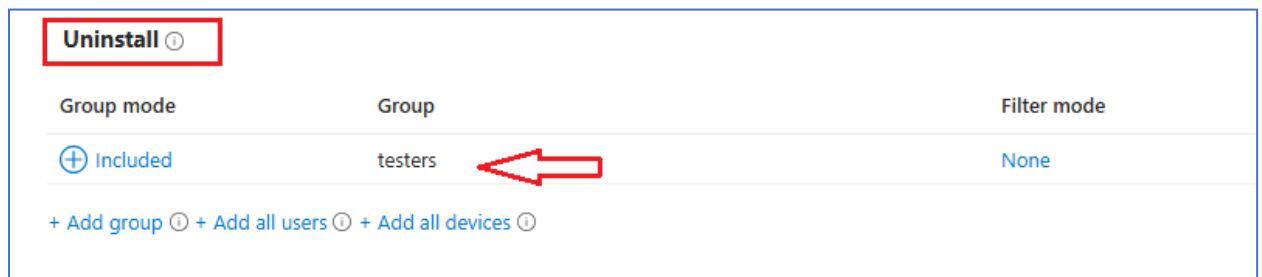 Uninstall
Group mode Group Filter mode
Included testers None
+ Add group + Add all users + Add all devices